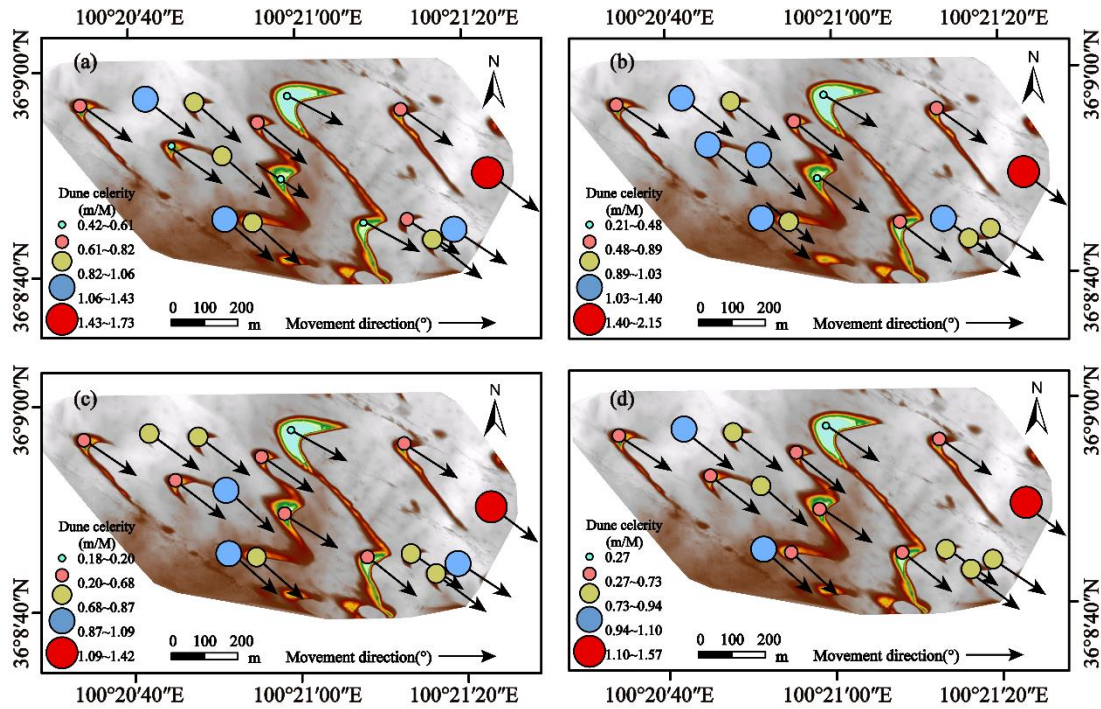 100°20′40″E 100°21′00″E 100°21′20″E 100°20′40″E 100°21′00″E 100°21′20″E
36°9′00″N
36°8′40″N
(a)
N
Dune celerity
(m/M)
0.42~0.61
0.61~0.82
0.82~1.06
1.06~1.43
1.43~1.73
0 100 200
m
Movement direction(°)
(b)
N
Dune celerity
(m/M)
0.21~0.48
0.48~0.89
0.89~1.03
1.03~1.40
1.40~2.15
0 100 200
m
Movement direction(°)
36°9′00″N
36°8′40″N
36°9′00″N
36°8′40″N
(c)
N
Dune celerity
(m/M)
0.18~0.20
0.20~0.68
0.68~0.87
0.87~1.09
1.09~1.42
0 100 200
m
Movement direction(°)
(d)
N
Dune celerity
(m/M)
0.27
0.27~0.73
0.73~0.94
0.94~1.10
1.10~1.57
0 100 200
m
Movement direction(°)
36°9′00″N
36°8′40″N
100°20′40″E 100°21′00″E 100°21′20″E 100°20′40″E 100°21′00″E 100°21′20″E